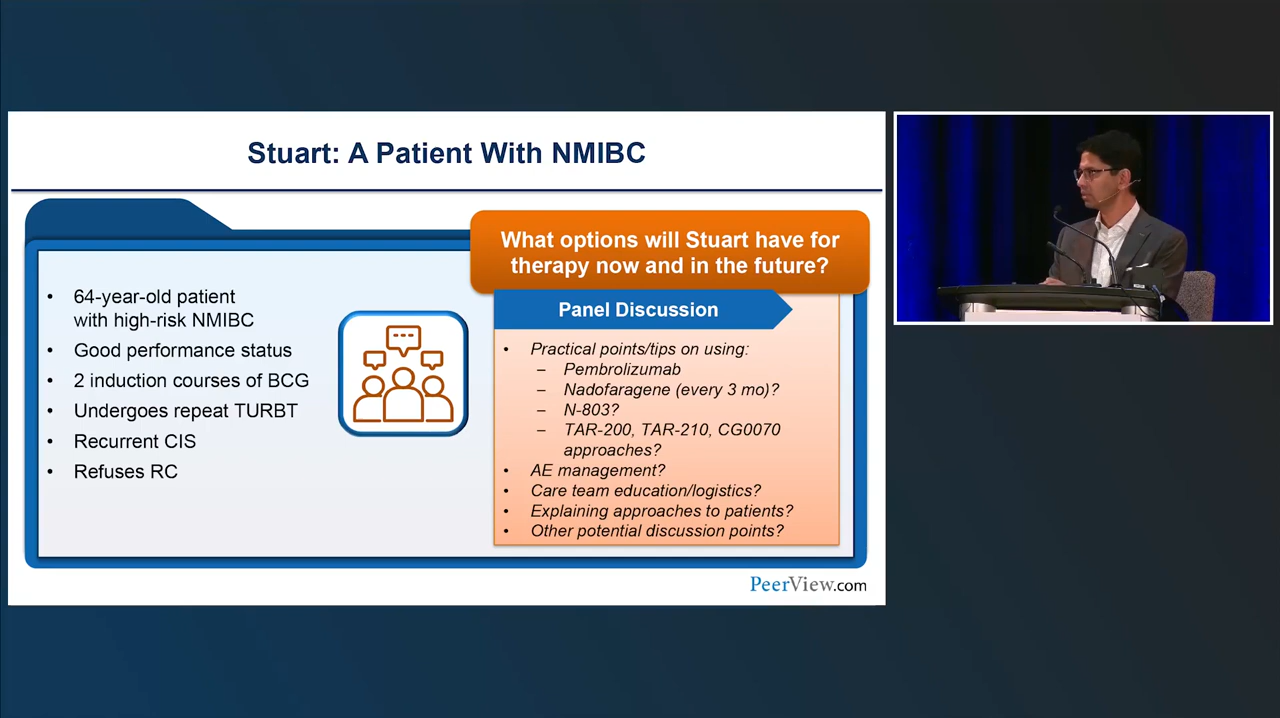 Stuart: A Patient With NMIBC
• 64-year-old patient
with high-risk NMIBC
• Good performance status
• 2 induction courses of BCG
• Undergoes repeat TURBT
• Recurrent CIS
• Refuses RC
What options will Stuart have for
therapy now and in the future?
Panel Discussion
• Practical points/tips on using:
– Pembrolizumab
– Nadofaragene (every 3 mo)?
– N-803?
– TAR-200, TAR-210, CG0070
approaches?
• AE management?
• Care team education/logistics?
• Explaining approaches to patients?
• Other potential discussion points?
PeerView.com